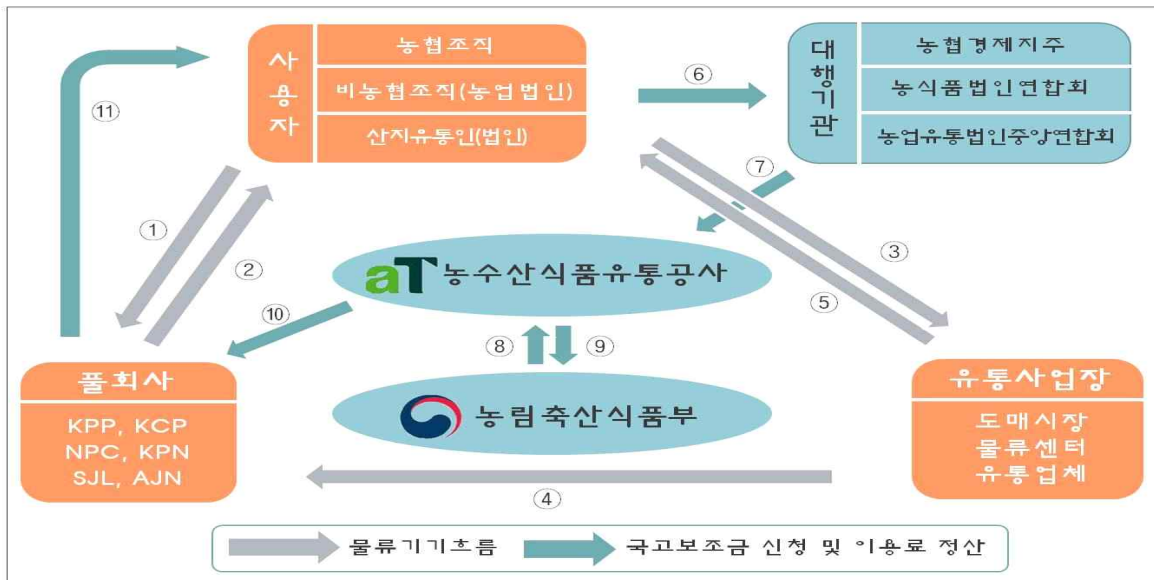 사용자
농협조직
비농협조직(농업법인)
산지유통인(법인)
대행기관
농협경제지주
농식품법인연합회
농업유통법인중앙연합회
⑥
⑪
⑦
①
②
③
⑤
aT 농수산식품유통공사
⑩
⑧
⑨
풀회사
KPP, KCP
NPC, KPN
SJL, AJN
농림축산식품부
유통사업장
도매시장
물류센터
유통업체
④
물류기기흐름
국고보조금 신청 및 이용료 정산